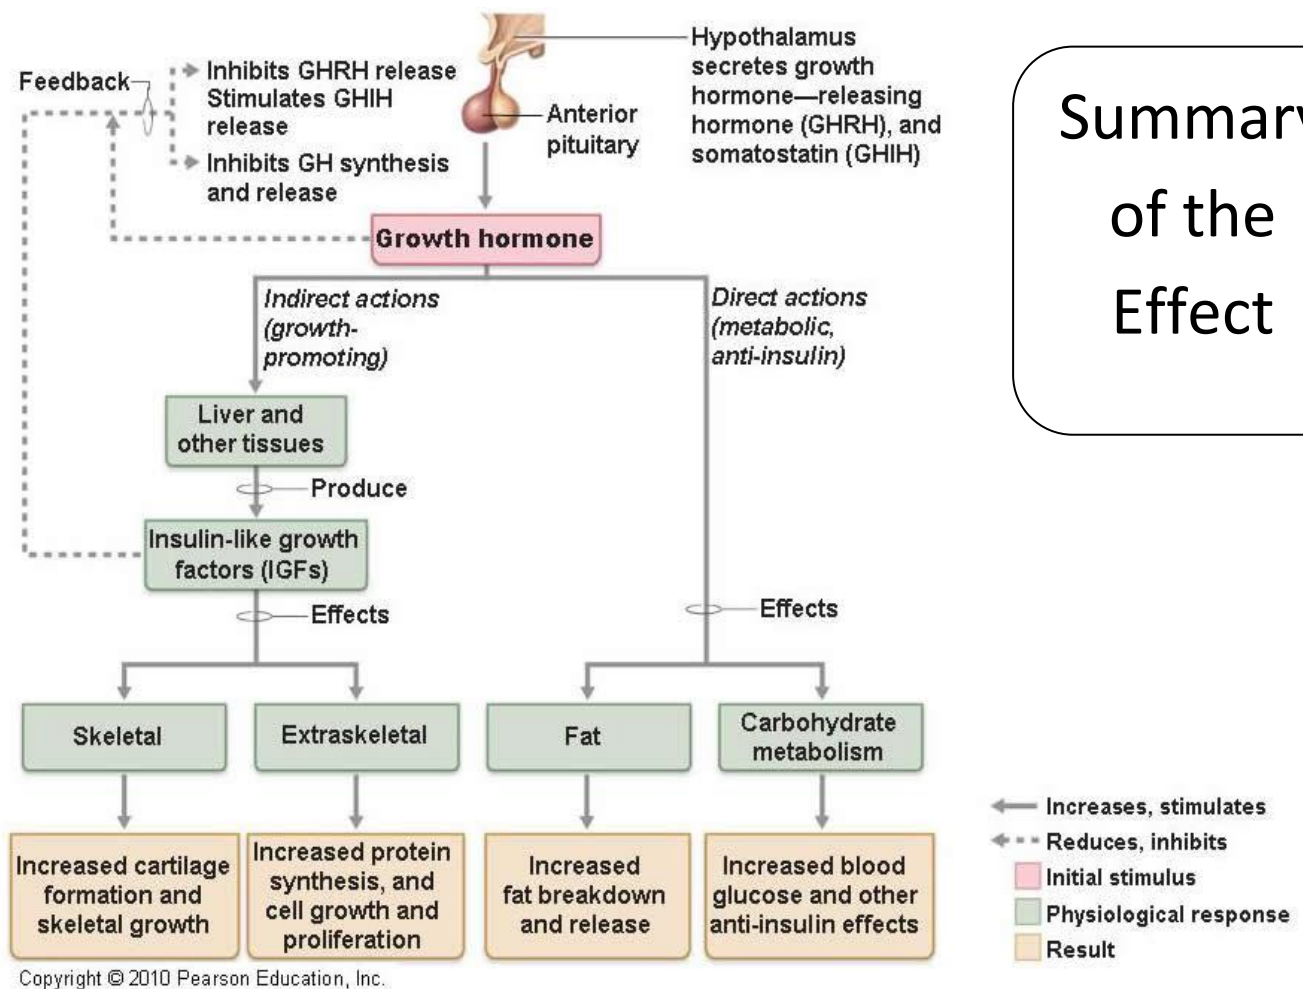 Feedback
Inhibits GHRH release
Stimulates GHIH
release
Inhibits GH synthesis
and release
Anterior
pituitary
Hypothalamus
secretes growth
hormone—releasing
hormone (GHRH), and
somatostatin (GHIH)
Summary
of the
Effect
Growth hormone
Indirect actions
(growth-
promoting)
Direct actions
(metabolic,
anti-insulin)
Liver and
other tissues
Produce
Insulin-like growth
factors (IGFs)
Effects
Effects
Skeletal
Extraskeletal
Fat
Carbohydrate
metabolism
Increased cartilage
formation and
skeletal growth
Increased protein
synthesis, and
cell growth and
proliferation
Increased
fat breakdown
and release
Increased blood
glucose and other
anti-insulin effects
Increases, stimulates
Reduces, inhibits
Initial stimulus
Physiological response
Result
Copyright © 2010 Pearson Education, Inc.